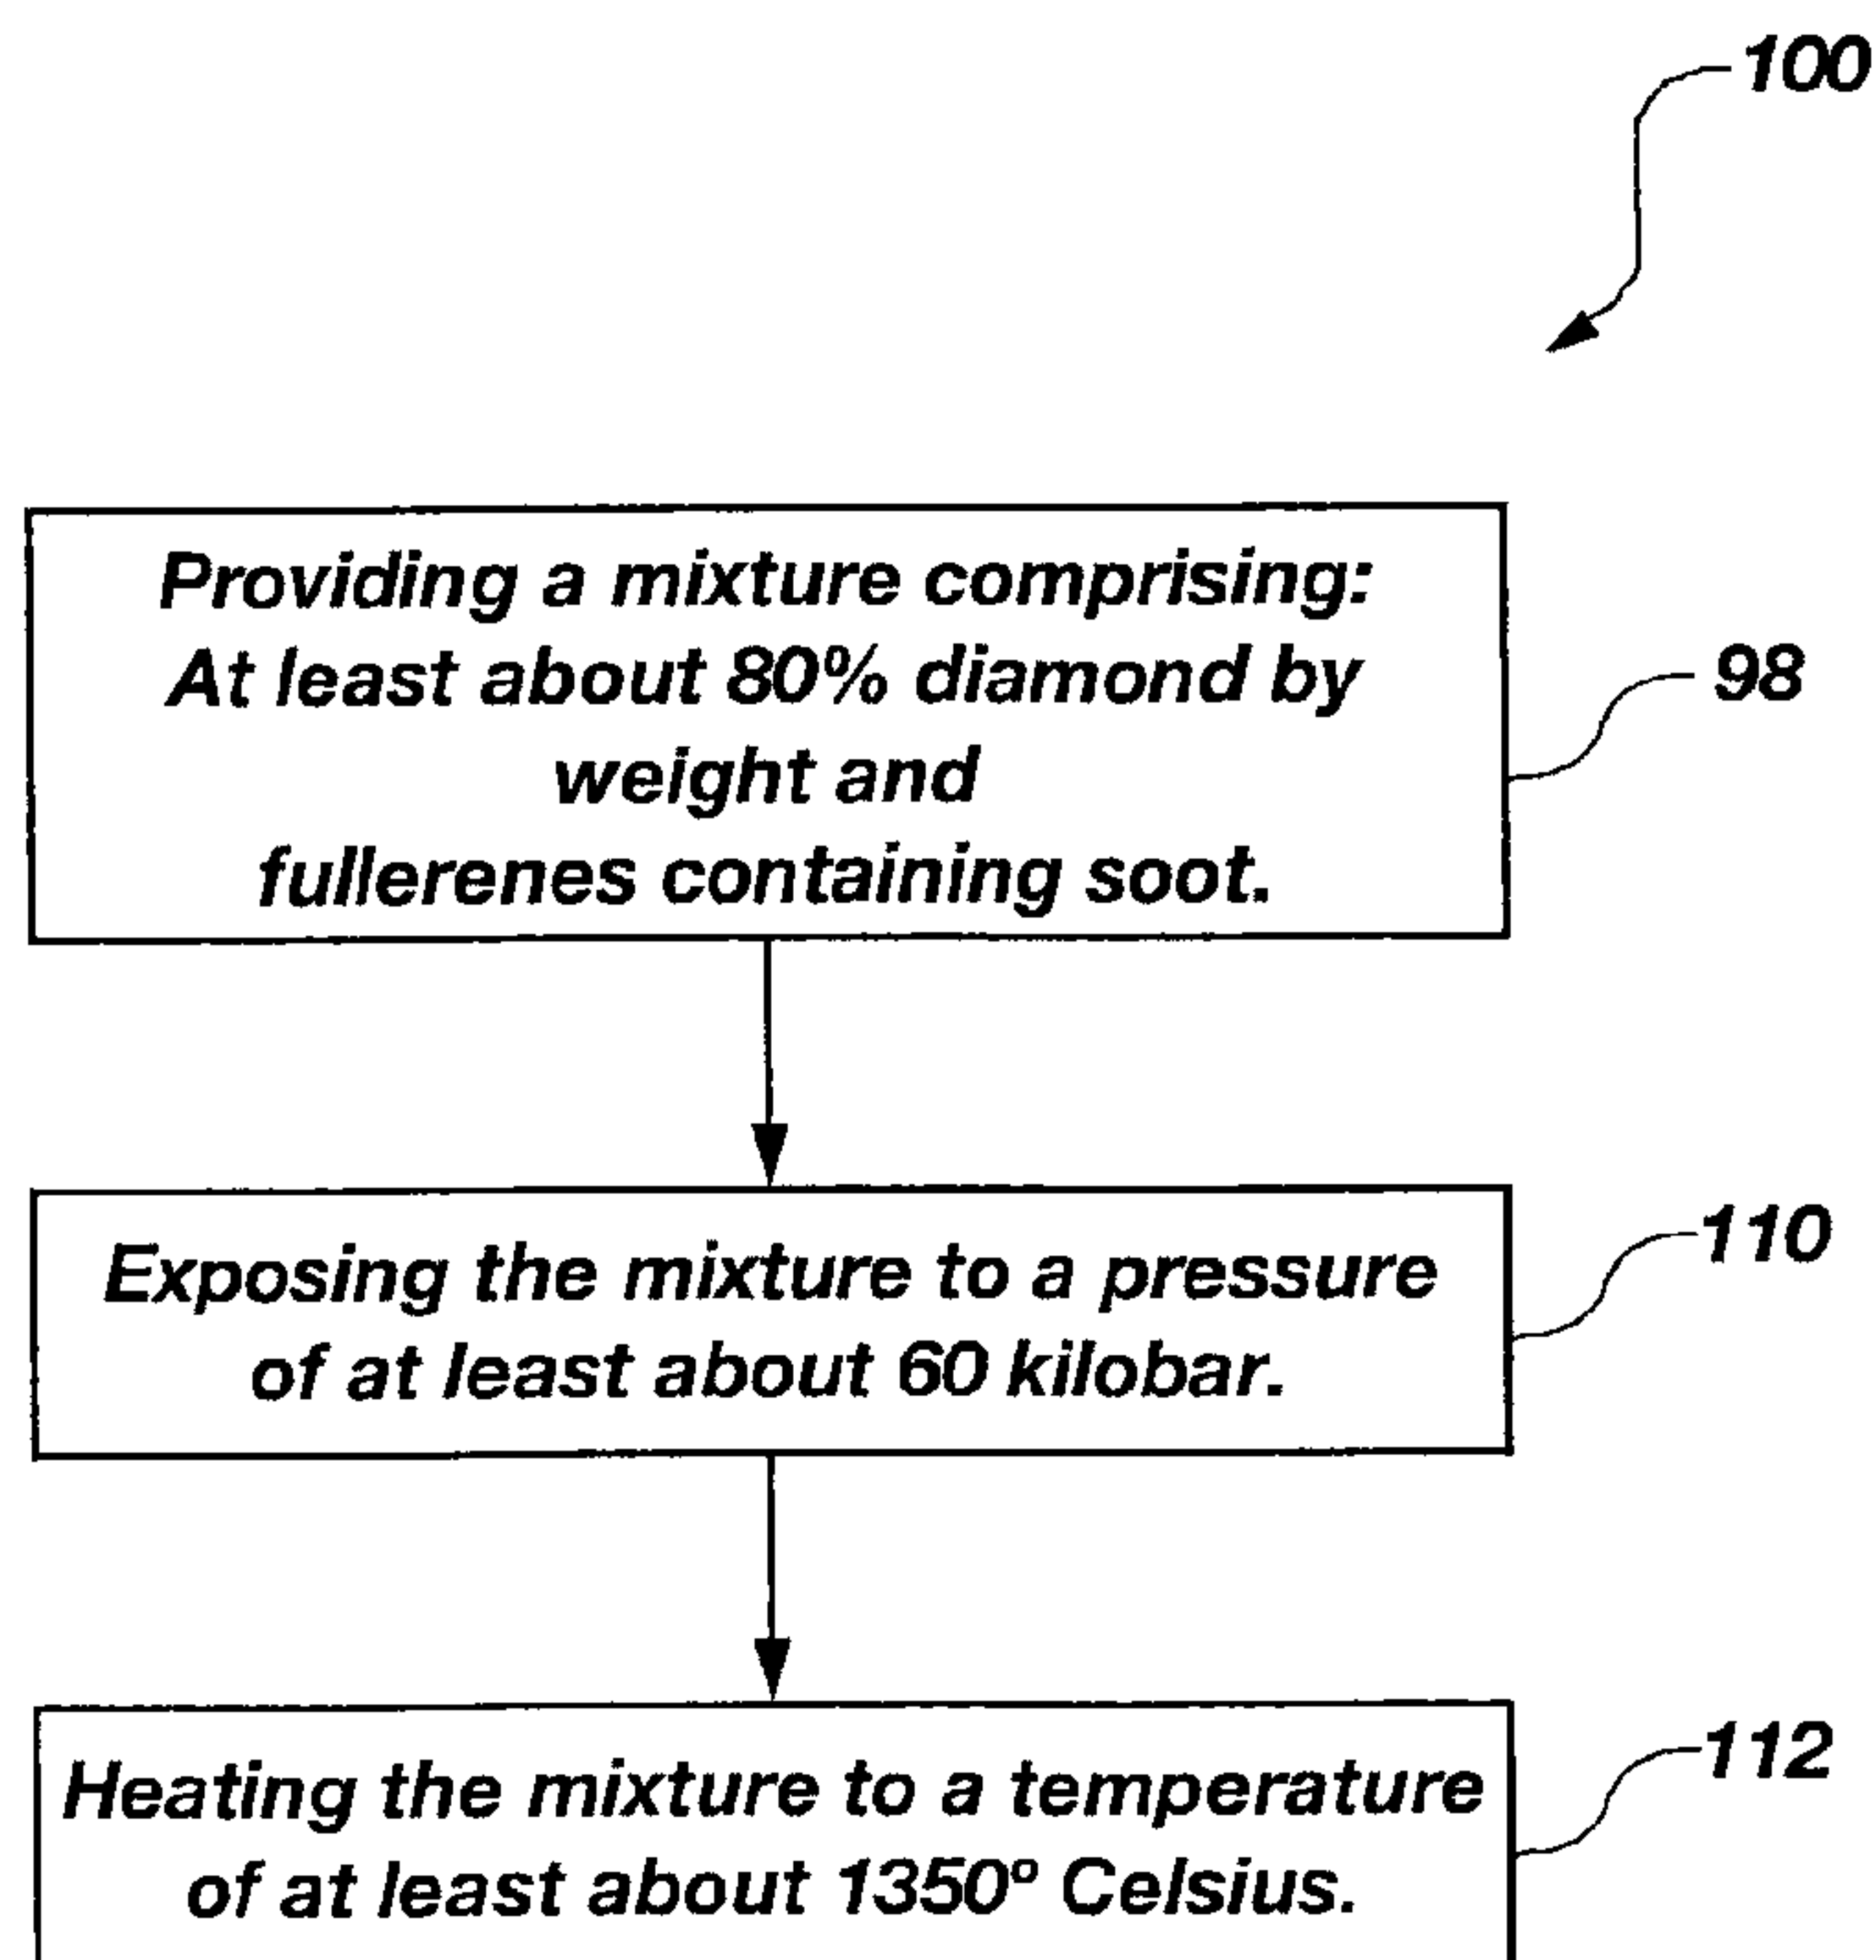 100
Providing a mixture comprising:
At least about 80% diamond by
weight and
fullerenes containing soot.
98
Exposing the mixture to a pressure
of at least about 60 kilobar.
110
Heating the mixture to a temperature
of at least about 1350° Celsius.
112